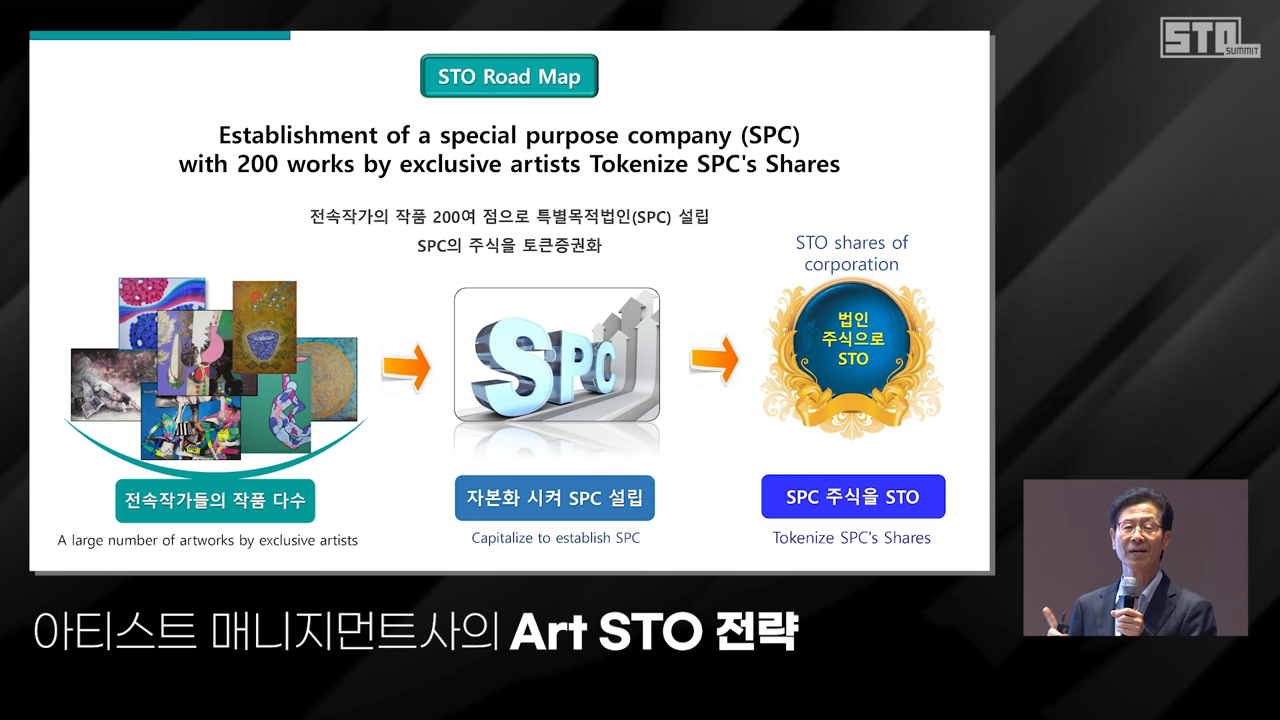 STO
SUMMIT
STO Road Map
Establishment of a special purpose company (SPC)
with 200 works by exclusive artists Tokenize SPC's Shares
전속작가의 작품 200여 점으로 특별목적법인(SPC) 설립
SPC의 주식을 토큰증권화
STO shares of
corporation
법인
주식으로
STO
SPC
전속작가들의 작품 다수
자본화 시켜 SPC 설립
SPC 주식을 STO
A large number of artworks by exclusive artists
Capitalize to establish SPC
Tokenize SPC's Shares
아티스트 매니지먼트사의 Art STO 전략